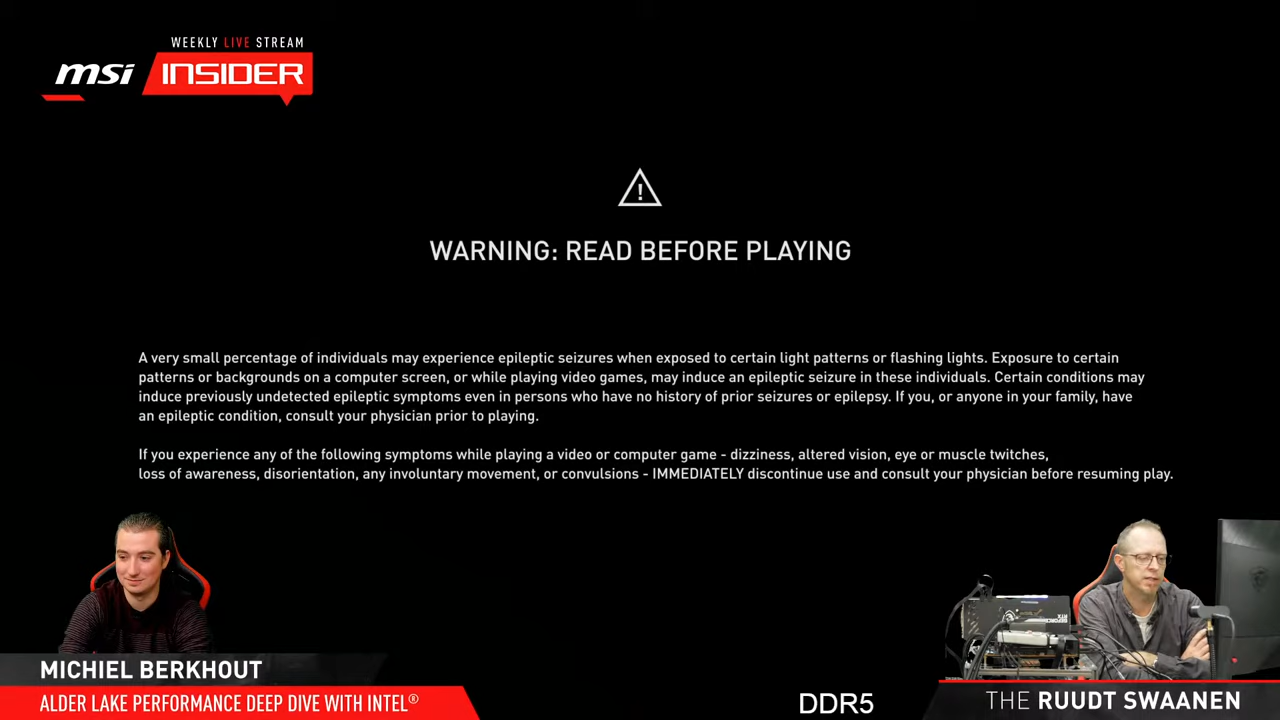 WEEKLY LIVE STREAM
msi INSIDER
!
WARNING: READ BEFORE PLAYING
A very small percentage of individuals may experience epileptic seizures when exposed to certain light patterns or flashing lights. Exposure to certain
patterns or backgrounds on a computer screen, or while playing video games, may induce an epileptic seizure in these individuals. Certain conditions may
induce previously undetected epileptic symptoms even in persons who have no history of prior seizures or epilepsy. If you, or anyone in your family, have
an epileptic condition, consult your physician prior to playing.
If you experience any of the following symptoms while playing a video or computer game - dizziness, altered vision, eye or muscle twitches,
loss of awareness, disorientation, any involuntary movement, or convulsions - IMMEDIATELY discontinue use and consult your physician before resuming play.
GEFORCE RTX
MICHIEL BERKHOUT
ALDER LAKE PERFORMANCE DEEP DIVE WITH INTEL®
DDR5
THE RUUDT SWAANEN